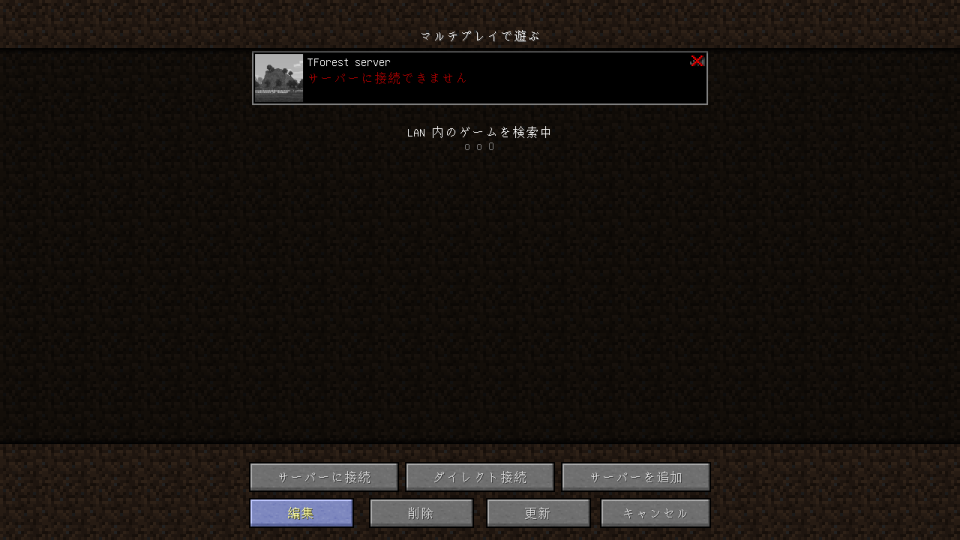 マルチプレイで遊ぶ
TForest server
サーバーに接続できません
LAN 内のゲームを検索中
o o O
サーバーに接続 ダイレクト接続 サーバーを追加
編集 削除 更新 キャンセル